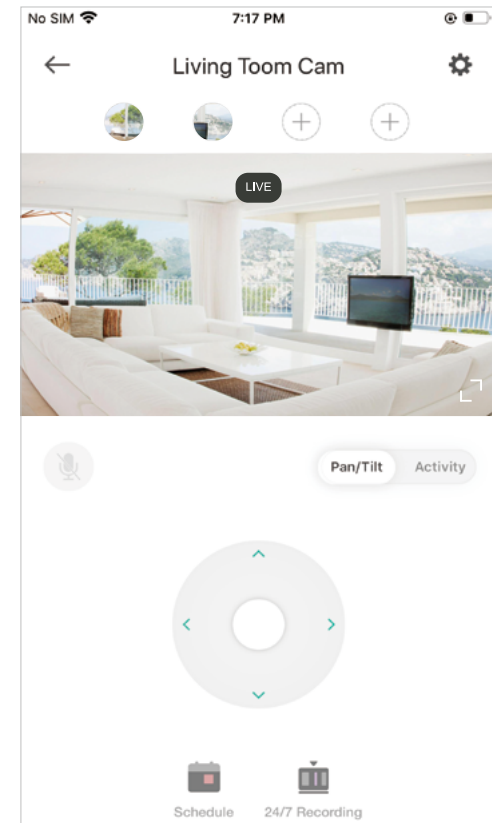 No SIM 7:17 PM
Living Toom Cam
LIVE
Pan/Tilt Activity
Schedule 24/7 Recording